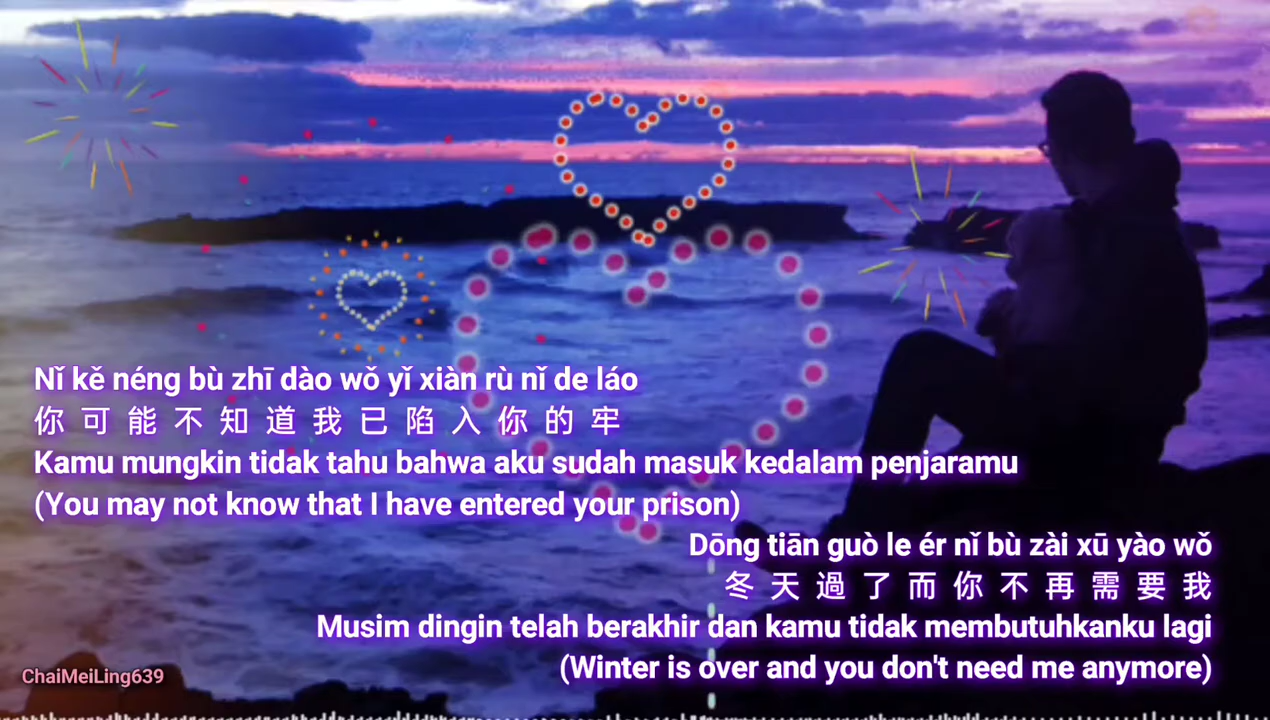 Nǐ kě néng bù zhī dào wǒ yǐ xiàn rù nǐ de láo
你可能不知道我已陷入你的牢
Kamu mungkin tidak tahu bahwa aku sudah masuk kedalam penjaramu
(You may not know that I have entered your prison)
Dōng tiān guò le ér nǐ bù zài xū yào wǒ
冬天過了而你不再需要我
Musim dingin telah berakhir dan kamu tidak membutuhkanku lagi
(Winter is over and you don't need me anymore)
ChaiMeiLing639